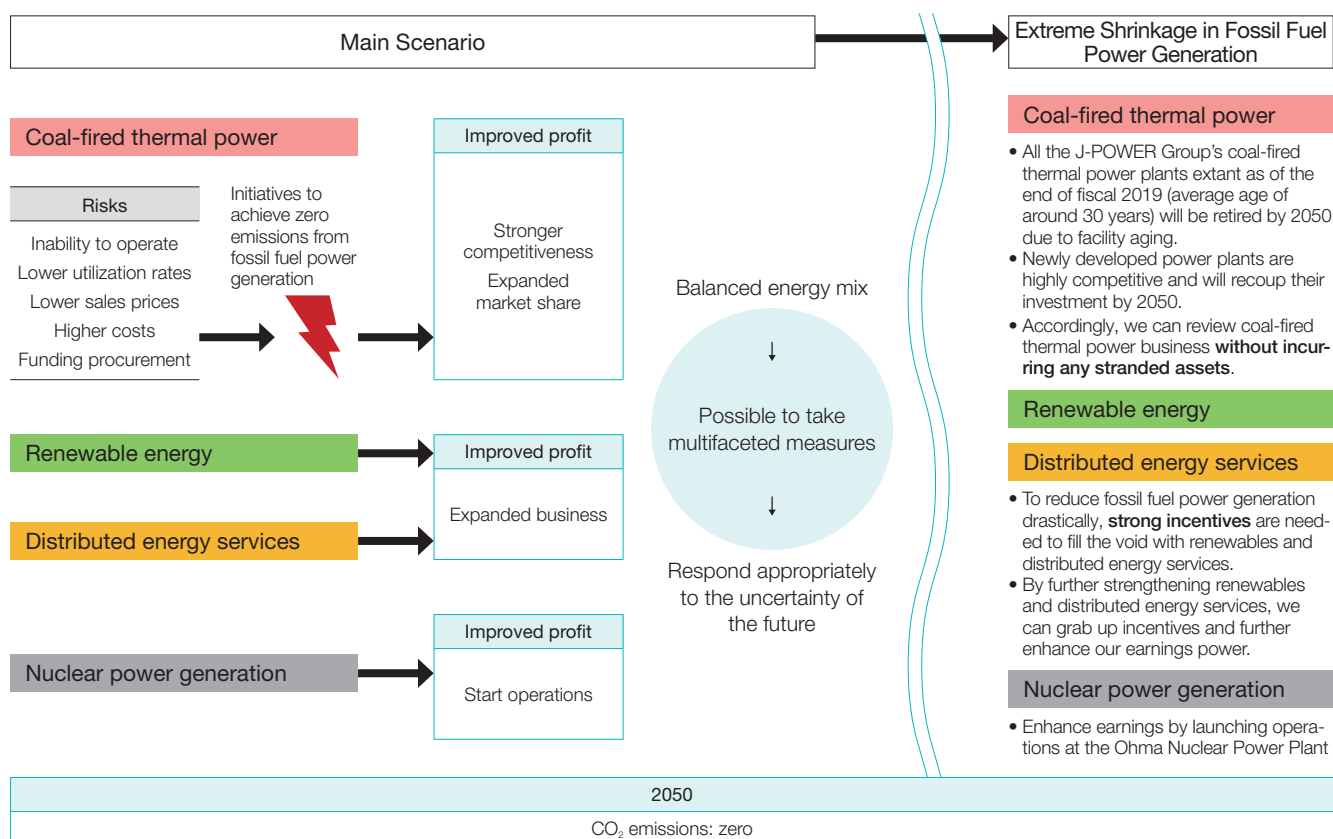 Main Scenario
Extreme Shrinkage in Fossil Fuel
Power Generation
Coal-fired thermal power
Risks
Inability to operate
Lower utilization rates
Lower sales prices
Higher costs
Funding procurement
Initiatives to
achieve zero
emissions from
fossil fuel power
generation
Improved profit
Stronger
competitiveness
Expanded
market share
Renewable energy
Distributed energy services
Improved profit
Expanded business
Nuclear power generation
Improved profit
Start operations
Balanced energy mix
↓
Possible to take
multifaceted measures
↓
Respond appropriately
to the uncertainty of
the future
Coal-fired thermal power
• All the J-POWER Group's coal-fired
thermal power plants extant as of the
end of fiscal 2019 (average age of
around 30 years) will be retired by 2050
due to facility aging.
• Newly developed power plants are
highly competitive and will recoup their
investment by 2050.
• Accordingly, we can review coal-fired
thermal power business without incur-
ring any stranded assets.
Renewable energy
Distributed energy services
• To reduce fossil fuel power generation
drastically, strong incentives are need-
ed to fill the void with renewables and
distributed energy services.
• By further strengthening renewables
and distributed energy services, we
can grab up incentives and further
enhance our earnings power.
Nuclear power generation
• Enhance earnings by launching opera-
tions at the Ohma Nuclear Power Plant
2050
CO₂ emissions: zero